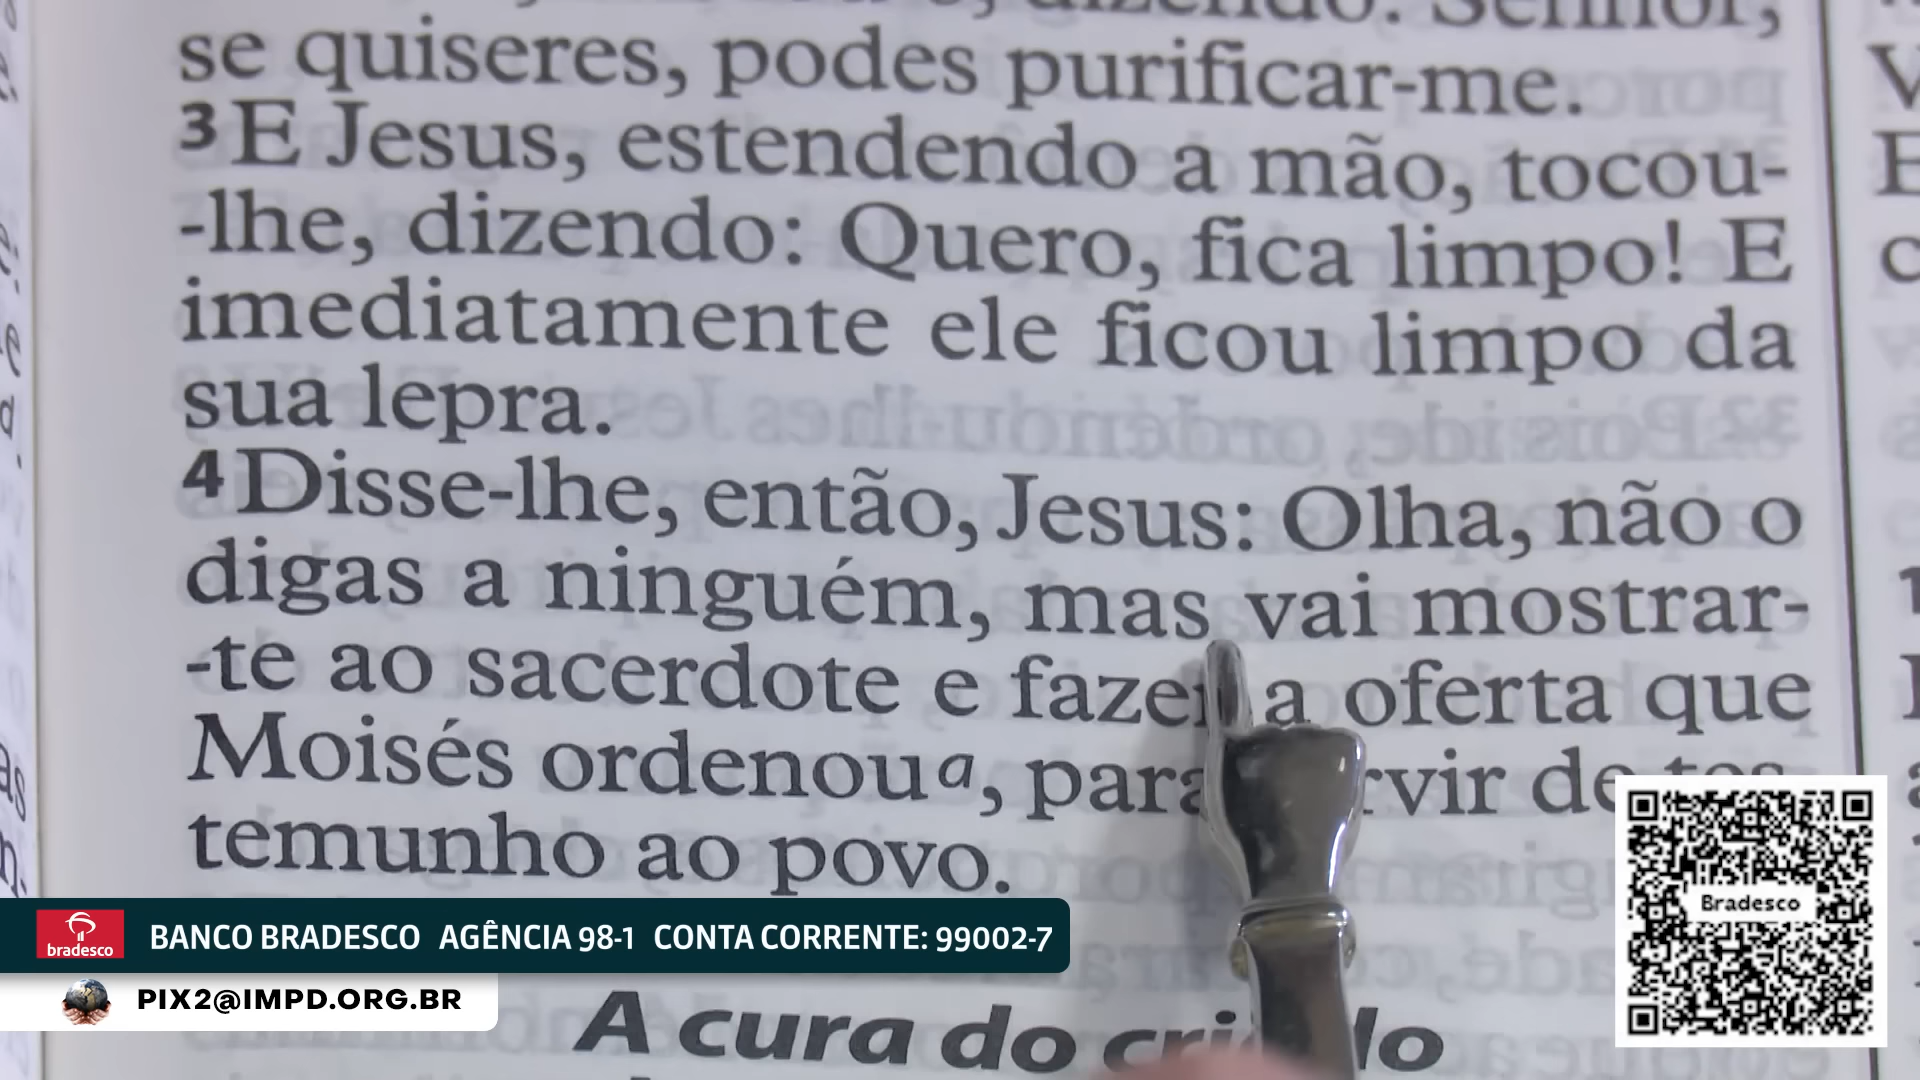 dizendo: Senhor,
se quiseres, podes purificar-me.
3 E Jesus, estendendo a mão, tocou-
-lhe, dizendo: Quero, fica limpo! E
imediatamente ele ficou limpo da
sua lepra.
4 Disse-lhe, então, Jesus: Olha, não o
digas a ninguém, mas vai mostrar-
-te ao sacerdote e fazer a oferta que
Moisés ordenou a, para de
temunho ao povo.
bradesco
BANCO BRADESCO AGÊNCIA 98-1 CONTA CORRENTE: 99002-7
PIX2@IMPD.ORG.BR
A cura do
Bradesco